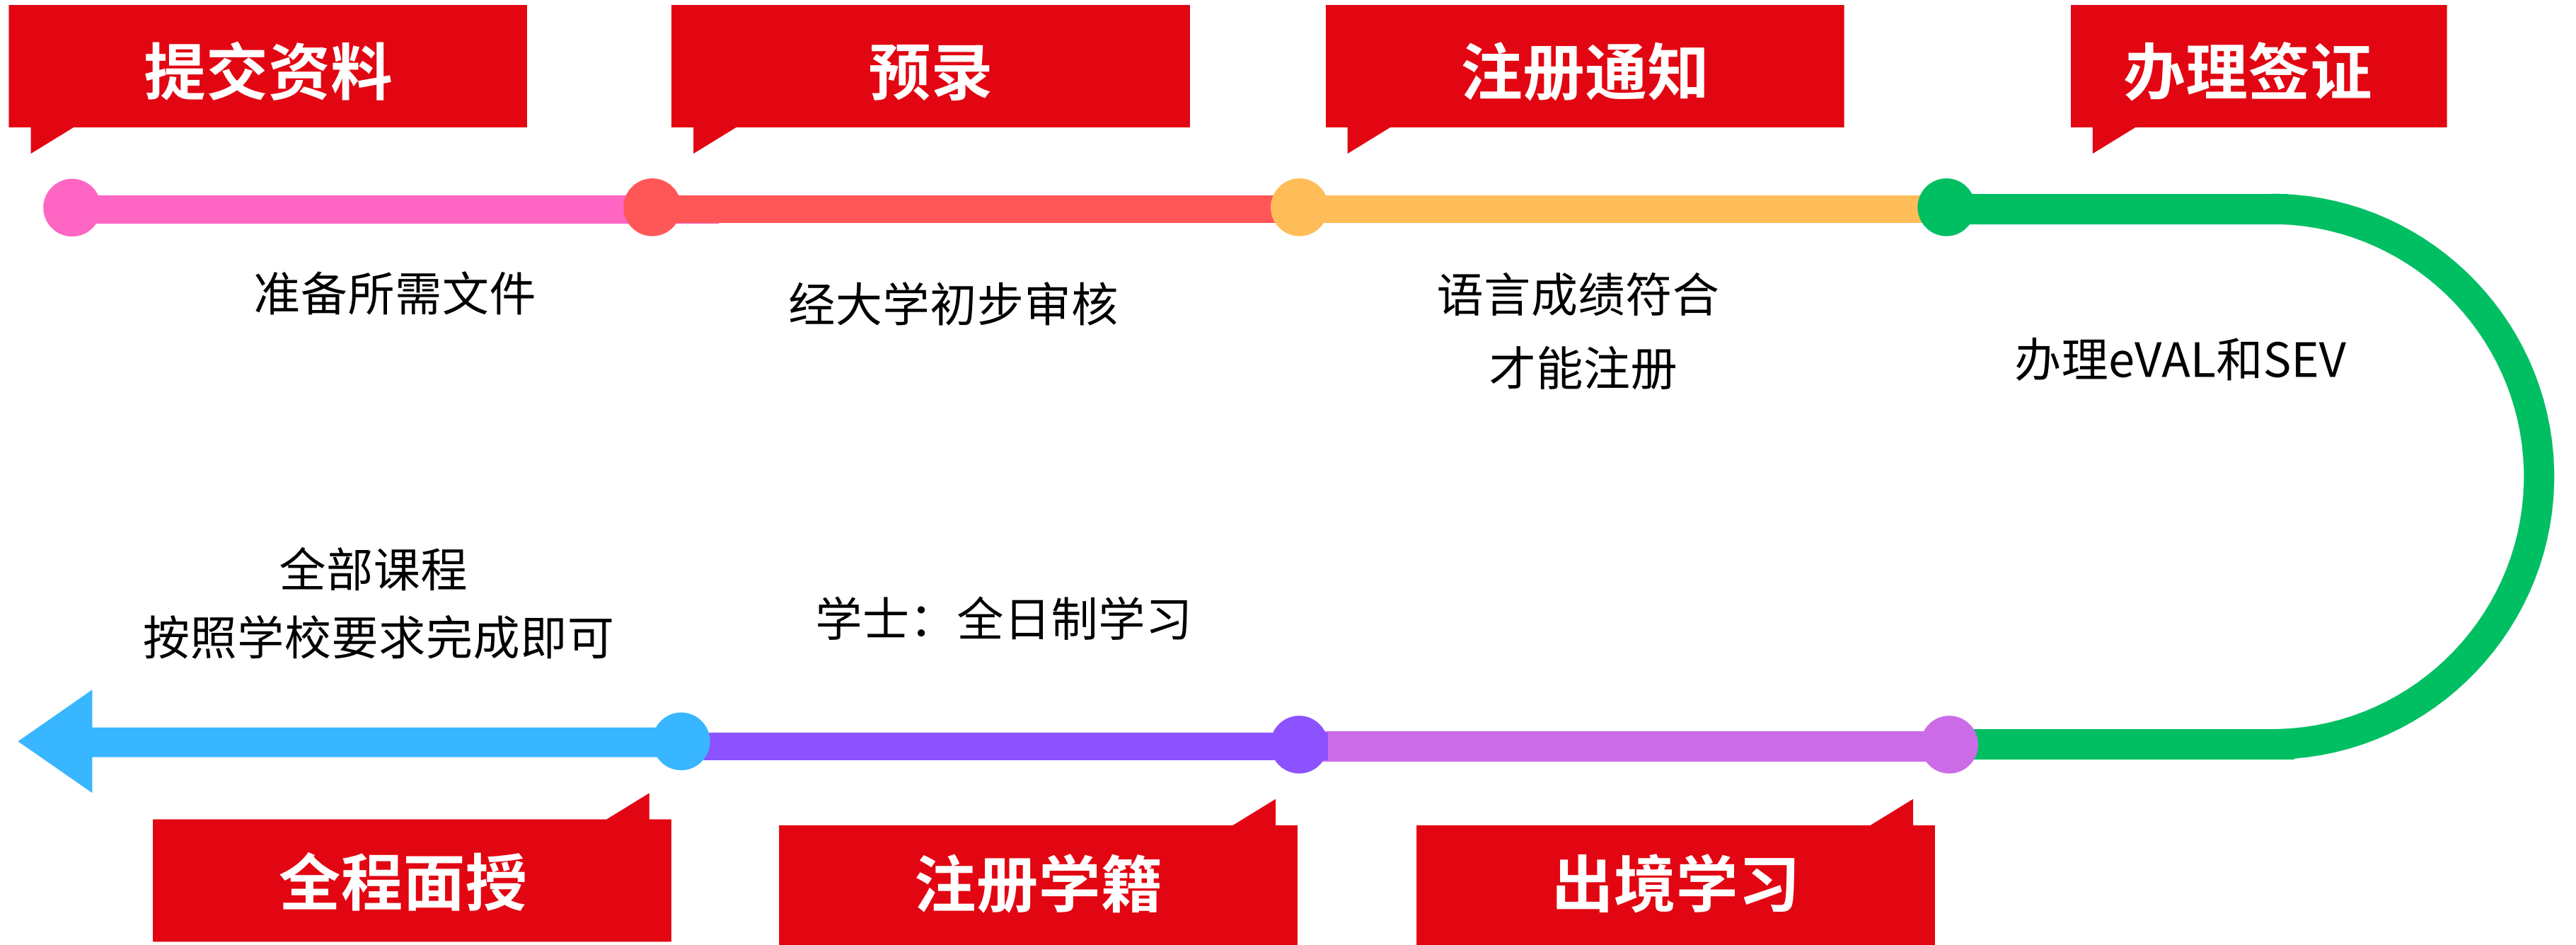 提交资料
预录
注册通知
办理签证
准备所需文件
经大学初步审核
语言成绩符合
才能注册
办理eVAL和SEV
全部课程
按照学校要求完成即可
学士：全日制学习
全程面授
注册学籍
出境学习